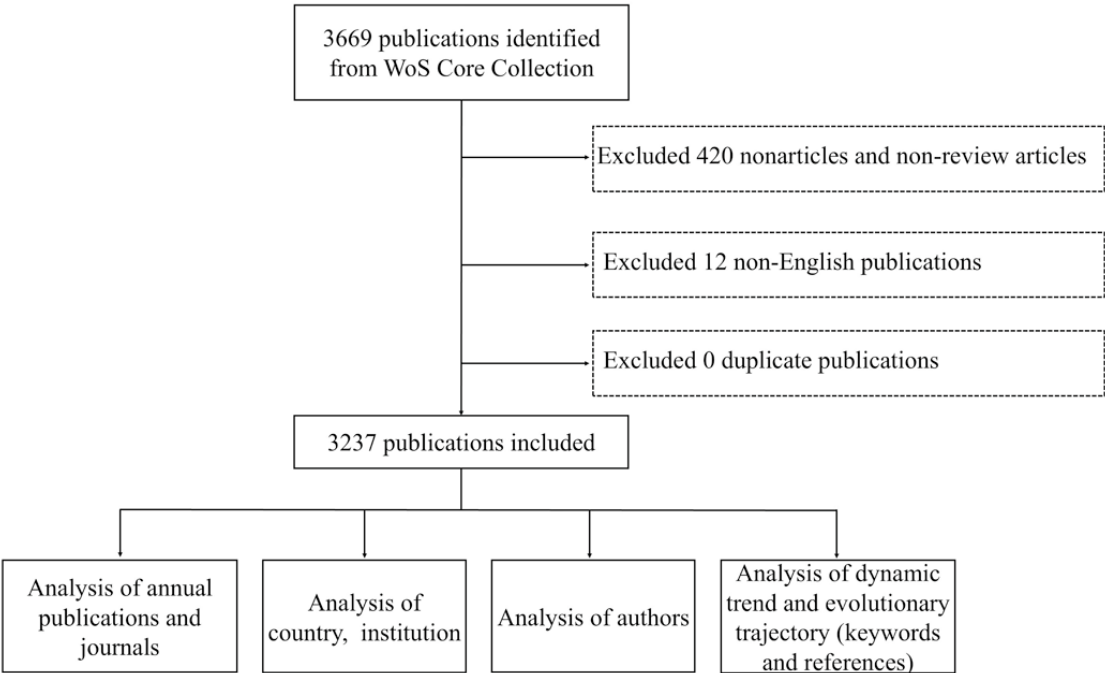 3669 publications identified
from WoS Core Collection
Excluded 420 nonarticles and non-review articles
Excluded 12 non-English publications
Excluded 0 duplicate publications
3237 publications included
Analysis of annual
publications and
journals
Analysis of
country, institution
Analysis of authors
Analysis of dynamic
trend and evolutionary
trajectory (keywords
and references)